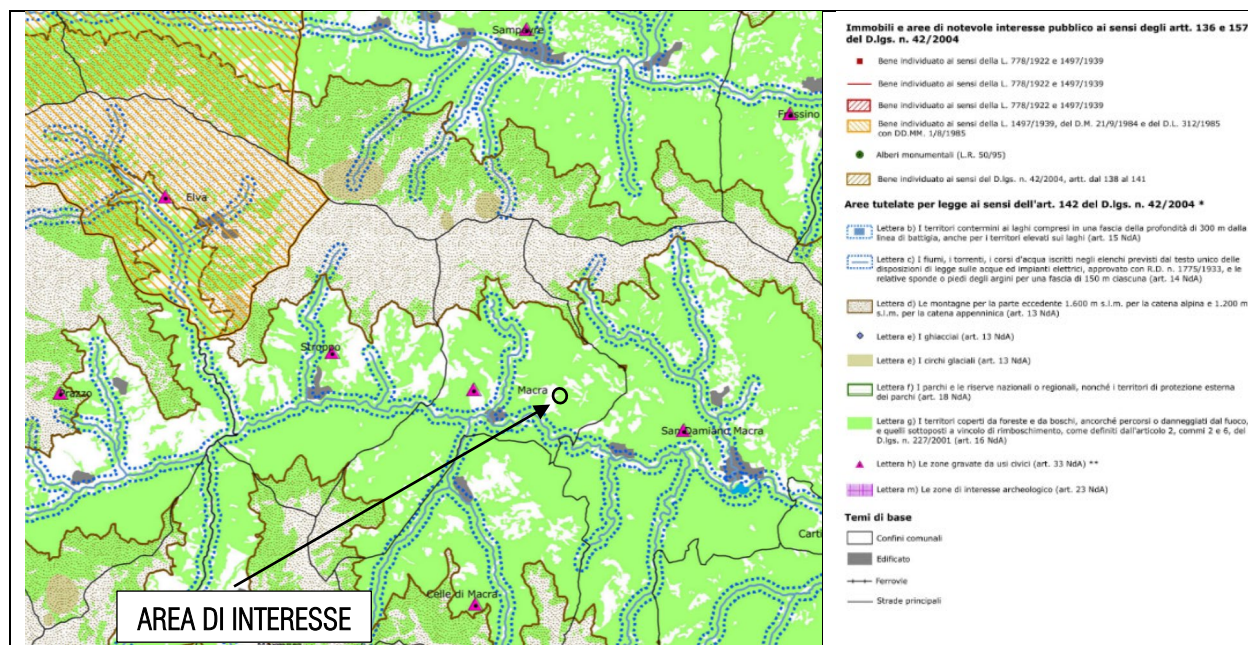 Sampeyre
Frassino
Elva
Stroppo
Macra
Prazzo
San Damiano Macra
Celle di Macra
Carti
AREA DI INTERESSE
Immobili e aree di notevole interesse pubblico ai sensi degli artt. 136 e 157
del D.lgs. n. 42/2004
Bene individuato ai sensi della L. 778/1922 e 1497/1939
Bene individuato ai sensi della L. 778/1922 e 1497/1939
Bene individuato ai sensi della L. 778/1922 e 1497/1939
Bene individuato ai sensi della L. 1497/1939, del D.M. 21/9/1984 e del D.L. 312/1985
con DD.MM. 1/8/1985
Alberi monumentali (L.R. 50/95)
Bene individuato ai sensi del D.lgs. n. 42/2004, artt. dal 138 al 141
Aree tutelate per legge ai sensi dell'art. 142 del D.lgs. n. 42/2004 *
Lettera b) I territori contermini ai laghi compresi in una fascia della profondità di 300 m dalla
linea di battigia, anche per i territori elevati sui laghi (art. 15 NdA)
Lettera c) I fiumi, i torrenti, i corsi d'acqua iscritti negli elenchi previsti dal testo unico delle
disposizioni di legge sulle acque ed impianti elettrici, approvato con R.D. n. 1775/1933, e le
relative sponde o piedi degli argini per una fascia di 150 m ciascuna (art. 14 NdA)
Lettera d) Le montagne per la parte eccedente 1.600 m s.l.m. per la catena alpina e 1.200 m
s.l.m. per la catena appenninica (art. 13 NdA)
Lettera e) I ghiacciai (art. 13 NdA)
Lettera e) I circhi glaciali (art. 13 NdA)
Lettera f) I parchi e le riserve nazionali o regionali, nonché i territori di protezione esterna
dei parchi (art. 18 NdA)
Lettera g) I territori coperti da foreste e da boschi, ancorché percorsi o danneggiati dal fuoco,
e quelli sottoposti a vincolo di rimboschimento, come definiti dall'articolo 2, commi 2 e 6, del
D.lgs. n. 227/2001 (art. 16 NdA)
Lettera h) Le zone gravate da usi civici (art. 33 NdA) **
Lettera m) Le zone di interesse archeologico (art. 23 NdA)
Temi di base
Confini comunali
Edificato
Ferrovie
Strade principali